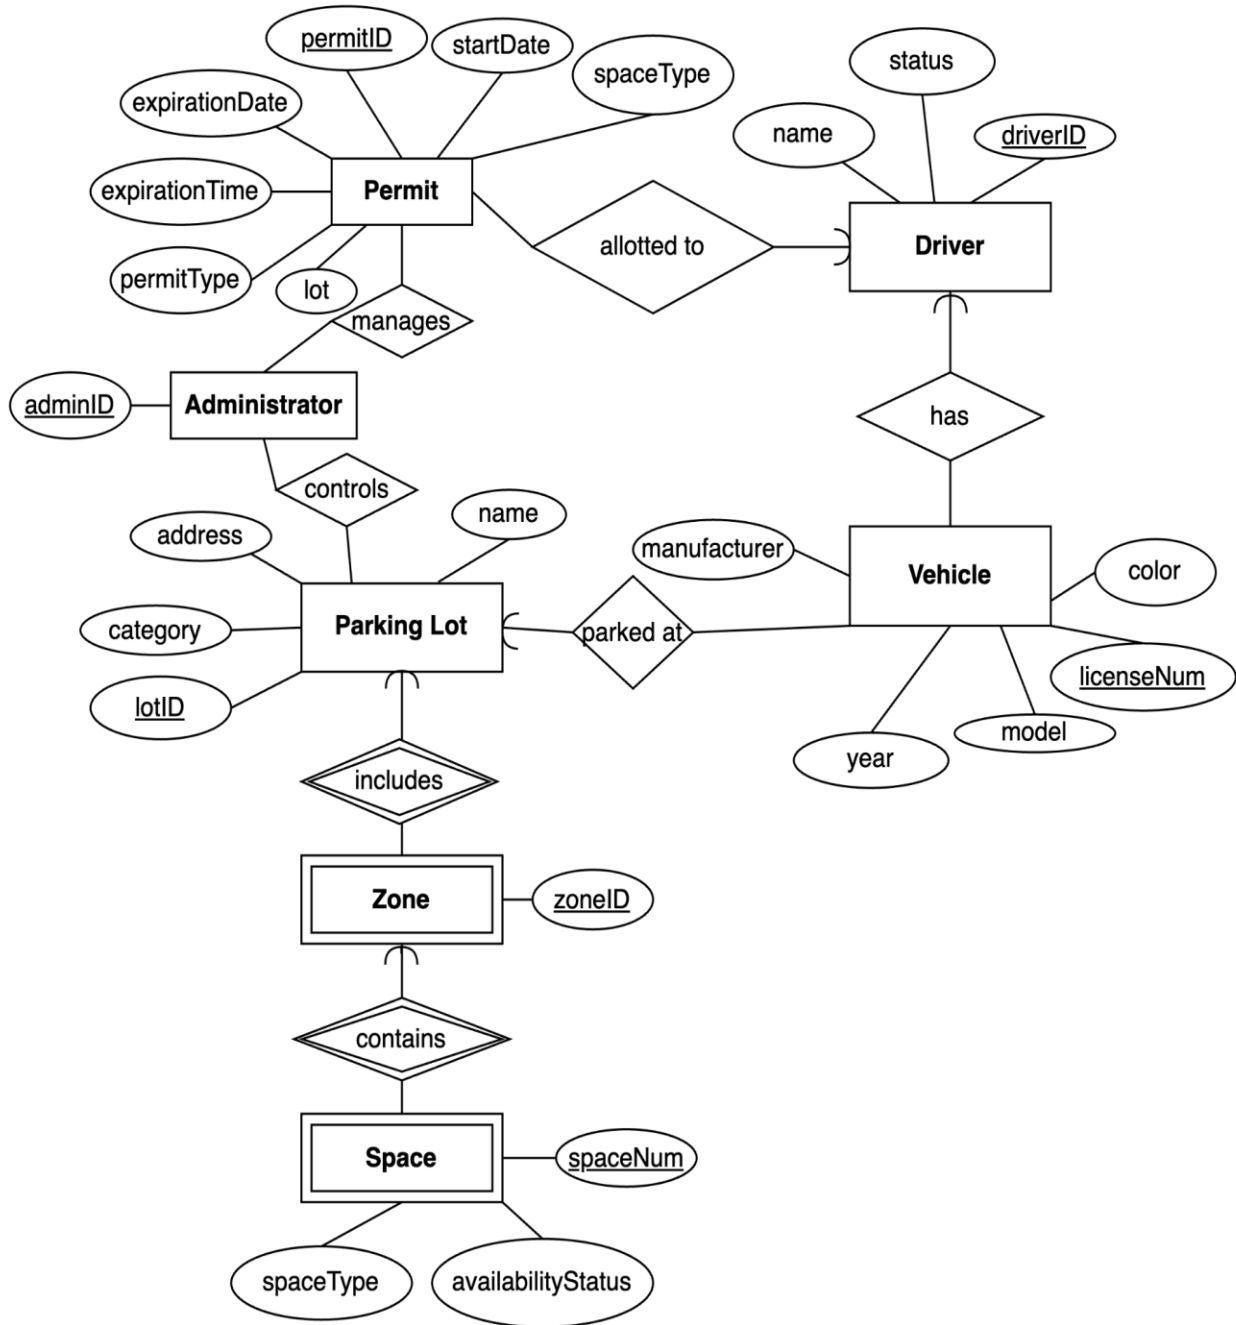 permitID
startDate
spaceType
status
expirationDate
name
driverID
expirationTime
Permit
allotted to
Driver
permitType
lot
manages
adminID
Administrator
has
controls
name
address
manufacturer
Vehicle
color
category
Parking Lot
parked at
licenseNum
lotID
model
year
includes
Zone
zoneID
contains
Space
spaceNum
spaceType
availabilityStatus